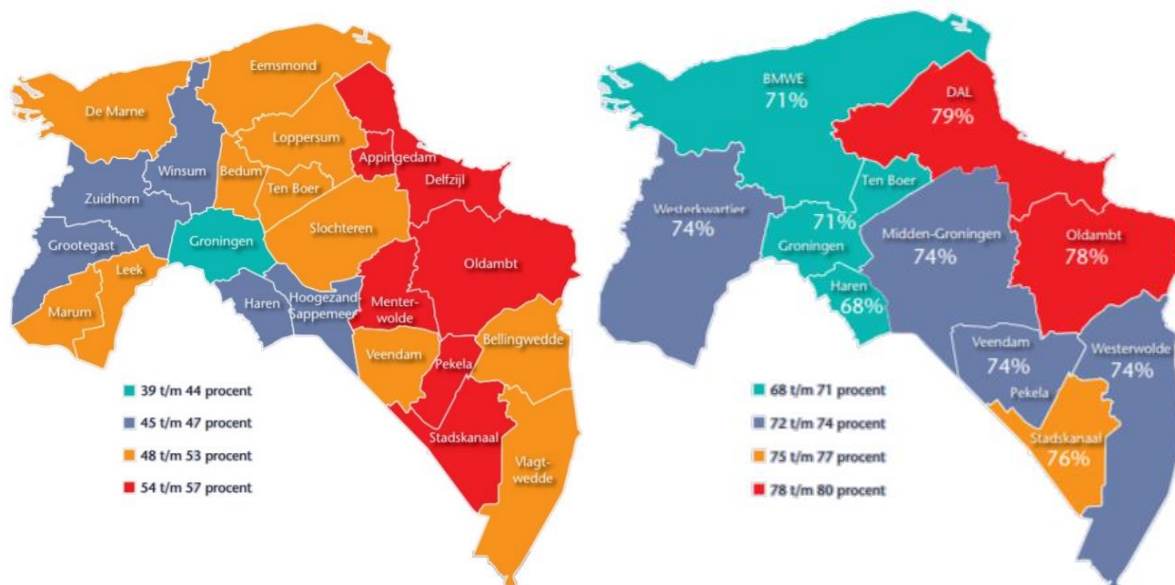 Eemsmond
De Marne
Loppersum
Winsum
Bedum
Appingedam
Ten Boer
Delfzijl
Zuidhorn
Slochteren
Groningen
Grootegast
Oldambt
Leek
Haren
Hoogezand-
Sappemeer
Menter-
wolde
Marum
Bellingwedde
Veendam
Pekela
Stadskanaal
Vlagt-
wedde
39 t/m 44 procent
45 t/m 47 procent
48 t/m 53 procent
54 t/m 57 procent
BMWE
71%
DAL
79%
Ten Boer
Westerkwartier
74%
71%
Groningen
Midden-Groningen
74%
Oldambt
78%
Haren
68%
Veendam
74%
Pekela
Westerwolde
74%
Stadskanaal
76%
68 t/m 71 procent
72 t/m 74 procent
75 t/m 77 procent
78 t/m 80 procent